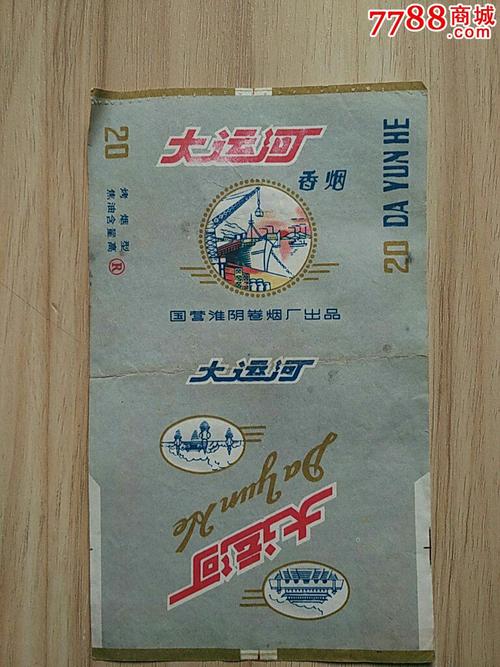 7788商城
大运河
香烟
20
烤烟型
焦油含量高
®
20 DA YUN HE
国营淮阴卷烟厂出品
大运河
Da Yun He
大运河